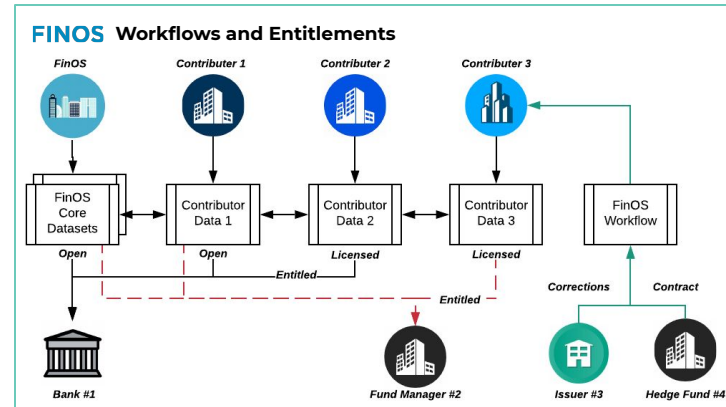 FINOS Workflows and Entitlements
FinOS
Contributer 1
Contributer 2
Contributer 3
FinOS
Core
Datasets
Contributor
Data 1
Contributor
Data 2
Contributor
Data 3
FinOS
Workflow
Open
Open
Licensed
Licensed
Entitled
Entitled
Corrections
Contract
Bank #1
Fund Manager #2
Issuer #3
Hedge Fund #4